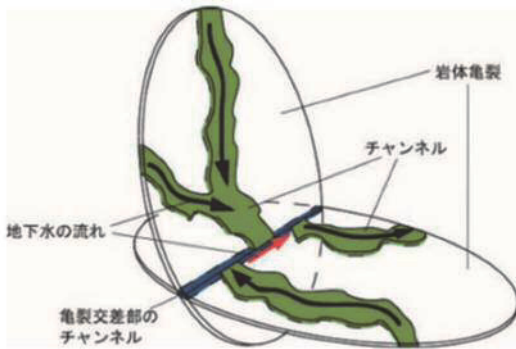 岩体亀裂
チャンネル
地下水の流れ
亀裂交差部の
チャンネル